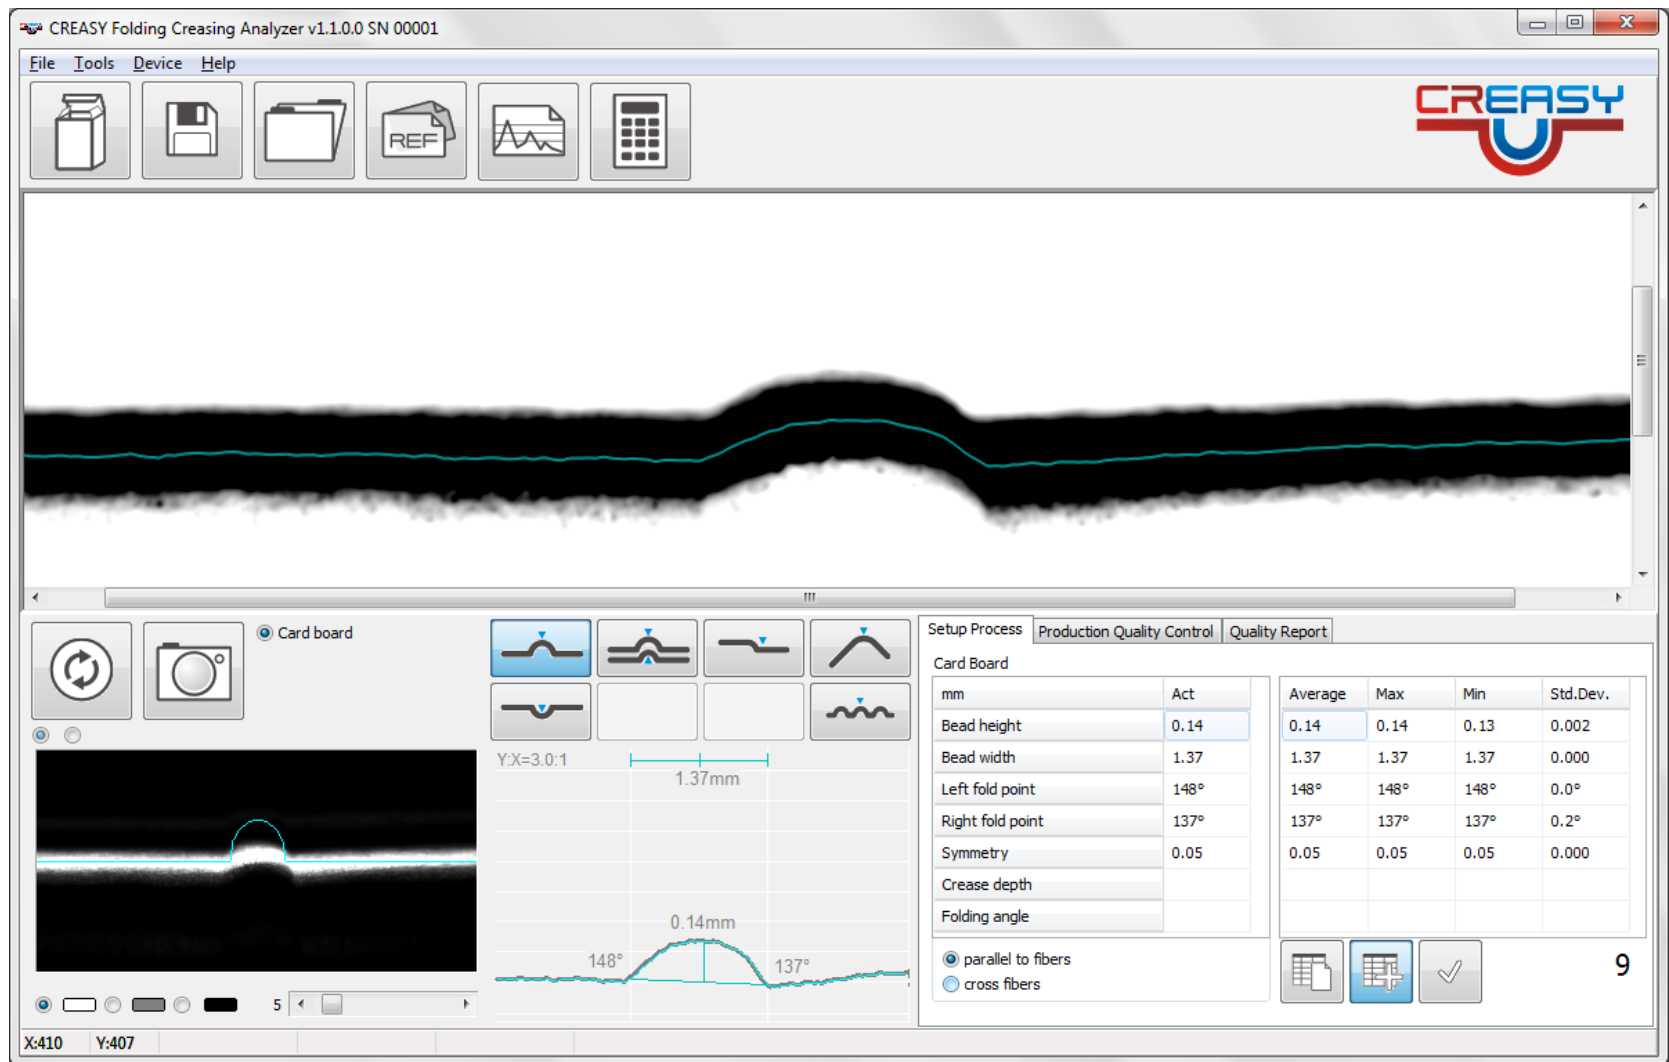 CREASY Folding Creasing Analyzer v1.1.0.0 SN 00001
File Tools Device Help
REF
CREASY
Card board
Y:X=3.0:1
1.37mm
0.14mm
148°
137°
5
Setup Process Production Quality Control Quality Report
Card Board
mm Act Average Max Min Std.Dev.
Bead height 0.14 0.14 0.14 0.13 0.002
Bead width 1.37 1.37 1.37 1.37 0.000
Left fold point 148° 148° 148° 148° 0.0°
Right fold point 137° 137° 137° 137° 0.2°
Symmetry 0.05 0.05 0.05 0.05 0.000
Crease depth
Folding angle
parallel to fibers
cross fibers
9
X:410 Y:407